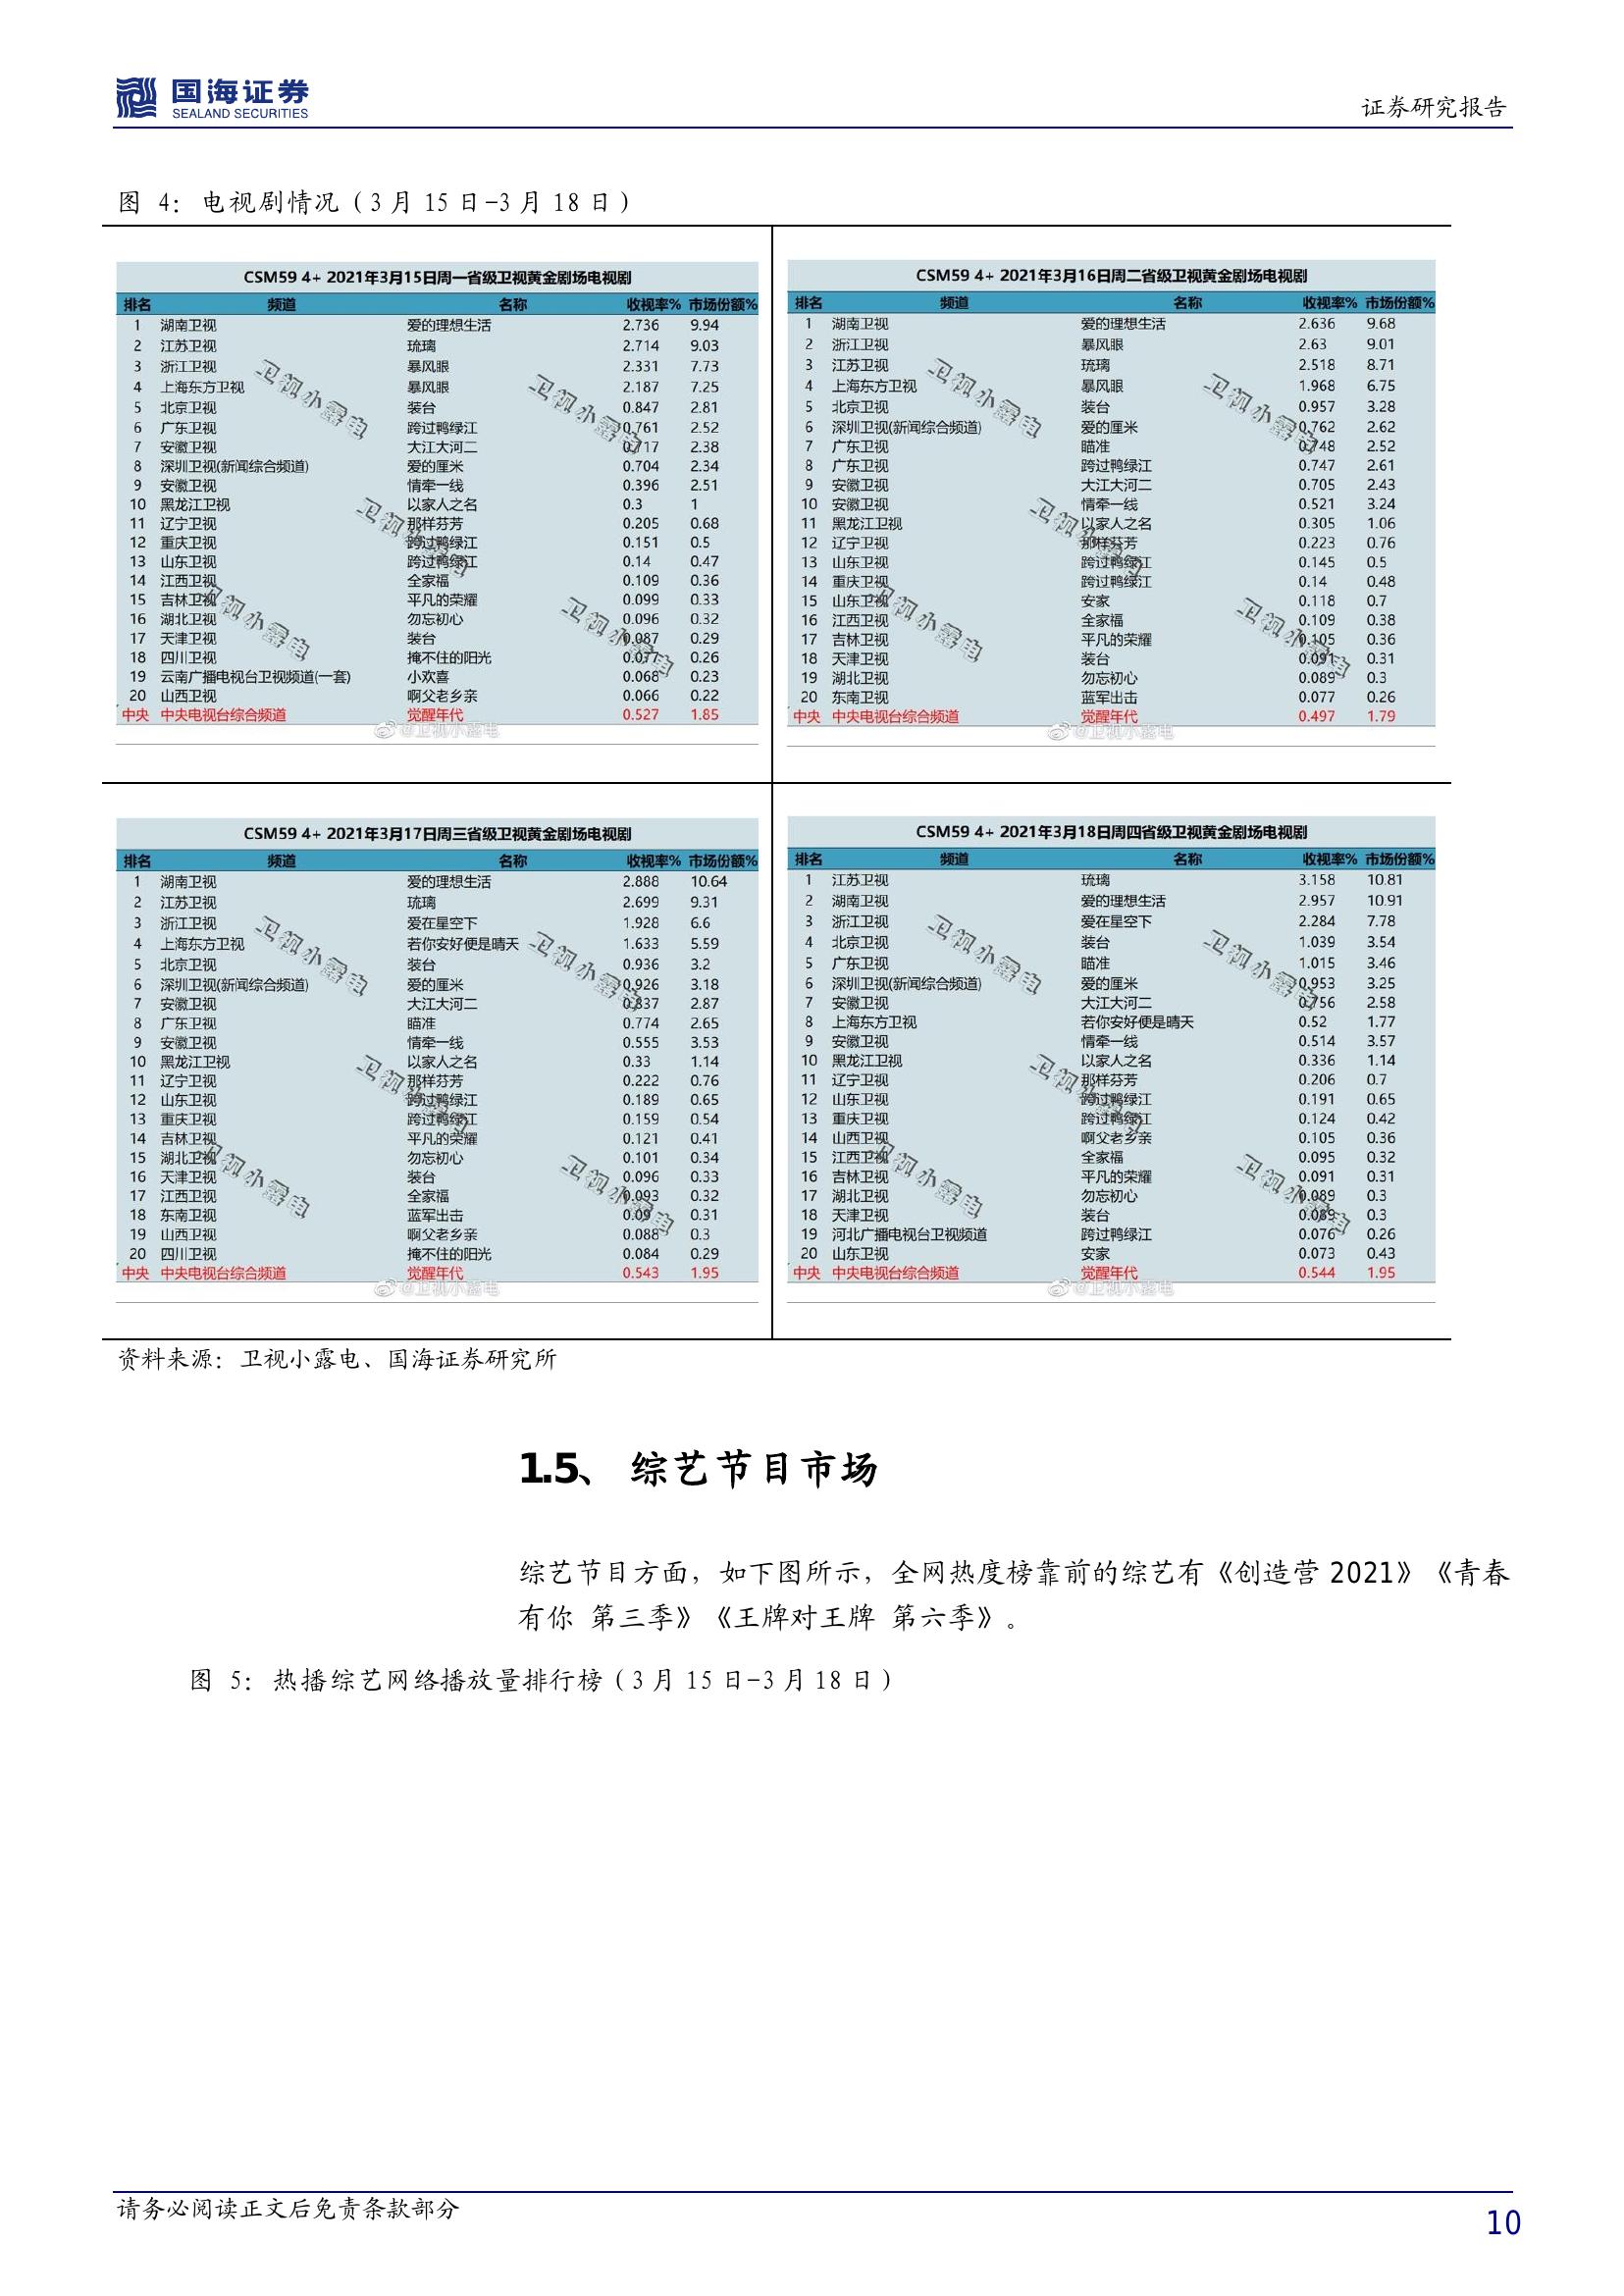 国海证券
SEALAND SECURITIES
证券研究报告
图 4：电视剧情况（3 月 15 日-3 月 18 日）
CSM59 4+ 2021年3月15日周一省级卫视黄金剧场电视剧
排名 频道 名称 收视率% 市场份额%
1 湖南卫视 爱的理想生活 2.736 9.94
2 江苏卫视 琉璃 2.714 9.03
3 浙江卫视 暴风眼 2.331 7.73
4 上海东方卫视 暴风眼 2.187 7.25
5 北京卫视 装台 0.847 2.81
6 广东卫视 跨过鸭绿江 0.761 2.52
7 安徽卫视 大江大河二 0.717 2.38
8 深圳卫视(新闻综合频道) 爱的厘米 0.704 2.34
9 安徽卫视 情牵一线 0.396 2.51
10 黑龙江卫视 以家人之名 0.3 1
11 辽宁卫视 那样芬芳 0.205 0.68
12 重庆卫视 跨过鸭绿江 0.151 0.5
13 山东卫视 跨过鸭绿江 0.14 0.47
14 江西卫视 全家福 0.109 0.36
15 吉林卫视 平凡的荣耀 0.099 0.33
16 湖北卫视 勿忘初心 0.096 0.32
17 天津卫视 装台 0.087 0.29
18 四川卫视 掩不住的阳光 0.077 0.26
19 云南广播电视台卫视频道(一套) 小欢喜 0.068 0.23
20 山西卫视 啊父老乡亲 0.066 0.22
中央 中央电视台综合频道 觉醒年代 0.527 1.85
@卫视小露电
CSM59 4+ 2021年3月16日周二省级卫视黄金剧场电视剧
排名 频道 名称 收视率% 市场份额%
1 湖南卫视 爱的理想生活 2.636 9.68
2 浙江卫视 暴风眼 2.63 9.01
3 江苏卫视 琉璃 2.518 8.71
4 上海东方卫视 暴风眼 1.968 6.75
5 北京卫视 装台 0.957 3.28
6 深圳卫视(新闻综合频道) 爱的厘米 0.762 2.62
7 广东卫视 瞄准 0.748 2.52
8 广东卫视 跨过鸭绿江 0.747 2.61
9 安徽卫视 大江大河二 0.705 2.43
10 安徽卫视 情牵一线 0.521 3.24
11 黑龙江卫视 以家人之名 0.305 1.06
12 辽宁卫视 那样芬芳 0.223 0.76
13 山东卫视 跨过鸭绿江 0.145 0.5
14 重庆卫视 跨过鸭绿江 0.14 0.48
15 山东卫视 安家 0.118 0.7
16 江西卫视 全家福 0.109 0.38
17 吉林卫视 平凡的荣耀 0.105 0.36
18 天津卫视 装台 0.091 0.31
19 湖北卫视 勿忘初心 0.089 0.3
20 东南卫视 蓝军出击 0.077 0.26
中央 中央电视台综合频道 觉醒年代 0.497 1.79
@卫视小露电
CSM59 4+ 2021年3月17日周三省级卫视黄金剧场电视剧
排名 频道 名称 收视率% 市场份额%
1 湖南卫视 爱的理想生活 2.888 10.64
2 江苏卫视 琉璃 2.699 9.31
3 浙江卫视 爱在星空下 1.928 6.6
4 上海东方卫视 若你安好便是晴天 1.633 5.59
5 北京卫视 装台 0.936 3.2
6 深圳卫视(新闻综合频道) 爱的厘米 0.926 3.18
7 安徽卫视 大江大河二 0.837 2.87
8 广东卫视 瞄准 0.774 2.65
9 安徽卫视 情牵一线 0.555 3.53
10 黑龙江卫视 以家人之名 0.33 1.14
11 辽宁卫视 那样芬芳 0.222 0.76
12 山东卫视 跨过鸭绿江 0.189 0.65
13 重庆卫视 跨过鸭绿江 0.159 0.54
14 吉林卫视 平凡的荣耀 0.121 0.41
15 湖北卫视 勿忘初心 0.101 0.34
16 天津卫视 装台 0.096 0.33
17 江西卫视 全家福 0.093 0.32
18 东南卫视 蓝军出击 0.09 0.31
19 山西卫视 啊父老乡亲 0.088 0.3
20 四川卫视 掩不住的阳光 0.084 0.29
中央 中央电视台综合频道 觉醒年代 0.543 1.95
@卫视小露电
CSM59 4+ 2021年3月18日周四省级卫视黄金剧场电视剧
排名 频道 名称 收视率% 市场份额%
1 江苏卫视 琉璃 3.158 10.81
2 湖南卫视 爱的理想生活 2.957 10.91
3 浙江卫视 爱在星空下 2.284 7.78
4 北京卫视 装台 1.039 3.54
5 广东卫视 瞄准 1.015 3.46
6 深圳卫视(新闻综合频道) 爱的厘米 0.953 3.25
7 安徽卫视 大江大河二 0.756 2.58
8 上海东方卫视 若你安好便是晴天 0.52 1.77
9 安徽卫视 情牵一线 0.514 3.57
10 黑龙江卫视 以家人之名 0.336 1.14
11 辽宁卫视 那样芬芳 0.206 0.7
12 山东卫视 跨过鸭绿江 0.191 0.65
13 重庆卫视 跨过鸭绿江 0.124 0.42
14 山西卫视 啊父老乡亲 0.105 0.36
15 江西卫视 全家福 0.095 0.32
16 吉林卫视 平凡的荣耀 0.091 0.31
17 湖北卫视 勿忘初心 0.089 0.3
18 天津卫视 装台 0.089 0.3
19 河北广播电视台卫视频道 跨过鸭绿江 0.076 0.26
20 山东卫视 安家 0.073 0.43
中央 中央电视台综合频道 觉醒年代 0.544 1.95
@卫视小露电
资料来源：卫视小露电、国海证券研究所
1.5、 综艺节目市场
综艺节目方面，如下图所示，全网热度榜靠前的综艺有《创造营 2021》《青春
有你 第三季》《王牌对王牌 第六季》。
图 5：热播综艺网络播放量排行榜（3 月 15 日-3 月 18 日）
请务必阅读正文后免责条款部分
10